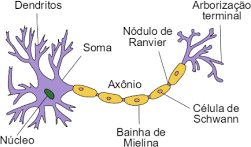 Dendritos
Arborização
terminal
Nódulo de
Ranvier
Soma
Axônio
Célula de
Schwann
Núcleo
Bainha de
Mielina